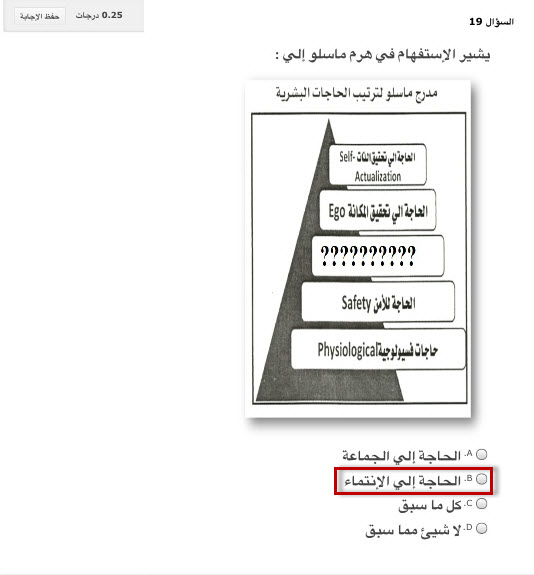 0.25 درجات
حفظ الإجابة
السؤال 19
يشير الإستفهام في هرم ماسلو إلي :
مدرج ماسلو لترتيب الحاجات البشرية
الحاجة الي تحقيق الذات Self-
Actualization
الحاجة الي تحقيق المكانة Ego
??????????
الحاجة للأمن Safety
حاجات فسيولوجية Physiological
A. الحاجة إلي الجماعة
B. الحاجة إلي الإنتماء
C. كل ما سبق
D. لا شيئ مما سبق